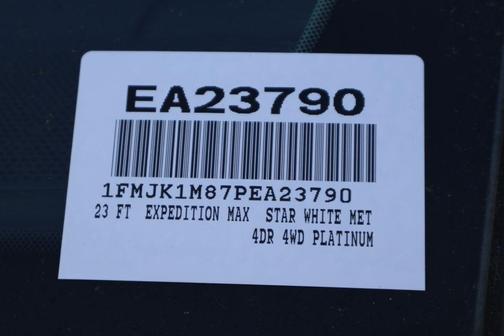 EA23790
1FMJK1M87PEA23790
23 FT EXPEDITION MAX STAR WHITE MET
4DR 4WD PLATINUM